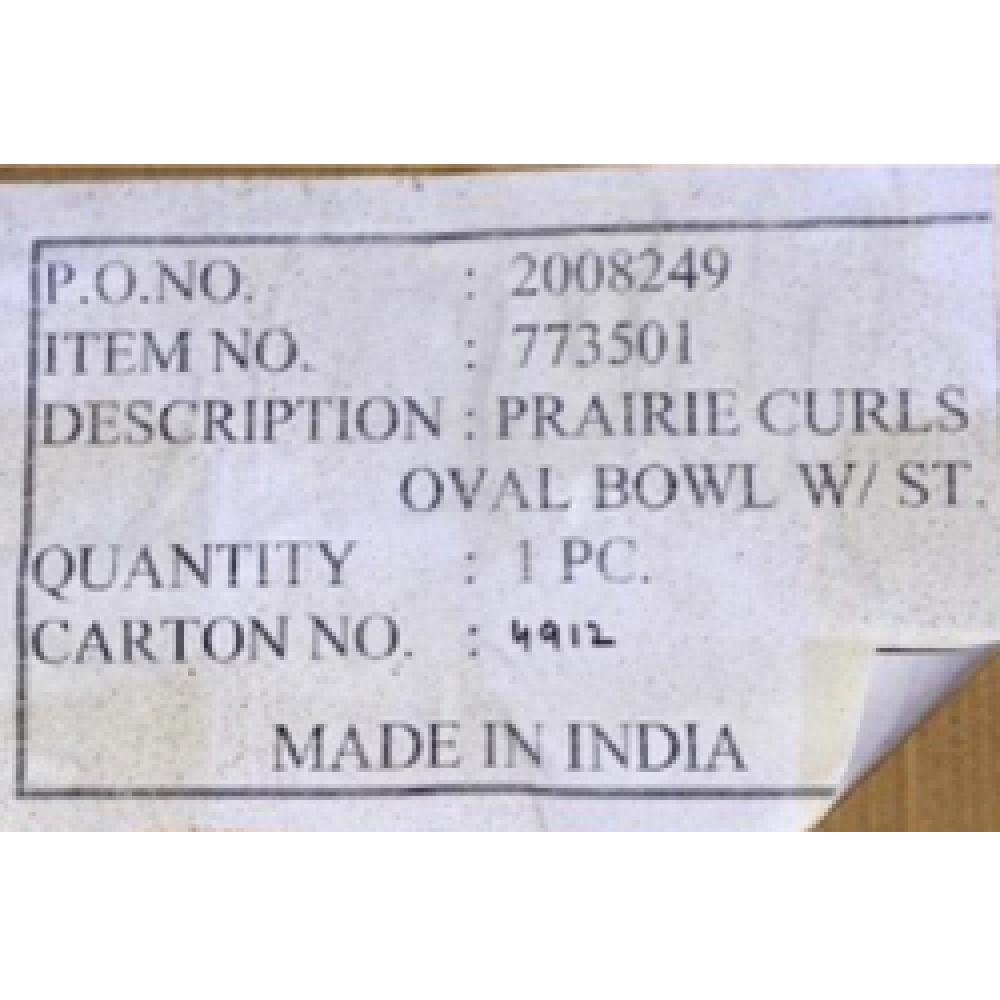 P.O.NO. : 2008249
ITEM NO. : 773501
DESCRIPTION : PRAIRIE CURLS
OVAL BOWL W/ ST.
QUANTITY : 1 PC.
CARTON NO. : 4912
MADE IN INDIA